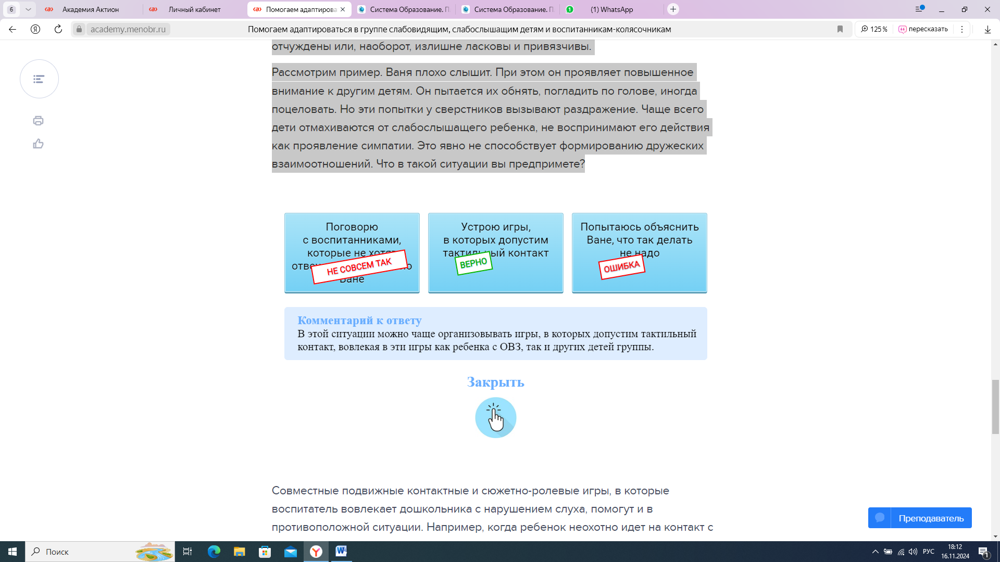 6
Академия Актион
Личный кабинет
Помогаем адаптирова
Система Образование. П
Система Образование. П
1
(1) WhatsApp
academy.menobr.ru
Помогаем адаптироваться в группе слабовидящим, слабослышащим детям и воспитанникам-колясочникам
125 %
пересказать
отчуждены или, наоборот, излишне ласковы и привязчивы.
Рассмотрим пример. Ваня плохо слышит. При этом он проявляет повышенное
внимание к другим детям. Он пытается их обнять, погладить по голове, иногда
поцеловать. Но эти попытки у сверстников вызывают раздражение. Чаще всего
дети отмахиваются от слабослышащего ребенка, не воспринимают его действия
как проявление симпатии. Это явно не способствует формированию дружеских
взаимоотношений. Что в такой ситуации вы предпримете?
Поговорю
с воспитанниками,
которые не хотят
Ване
НЕ СОВСЕМ ТАК
Устрою игры,
в которых допустим
тактильный контакт
ВЕРНО
Попытаюсь объяснить
Ване, что так делать
не надо
ОШИБКА
Комментарий к ответу
В этой ситуации можно чаще организовывать игры, в которых допустим тактильный
контакт, вовлекая в эти игры как ребенка с ОВЗ, так и других детей группы.
Закрыть
Совместные подвижные контактные и сюжетно-ролевые игры, в которые
воспитатель вовлекает дошкольника с нарушением слуха, помогут и в
противоположной ситуации. Например, когда ребенок неохотно идет на контакт с
Преподаватель
Поиск
РУС
18:12
16.11.2024
1